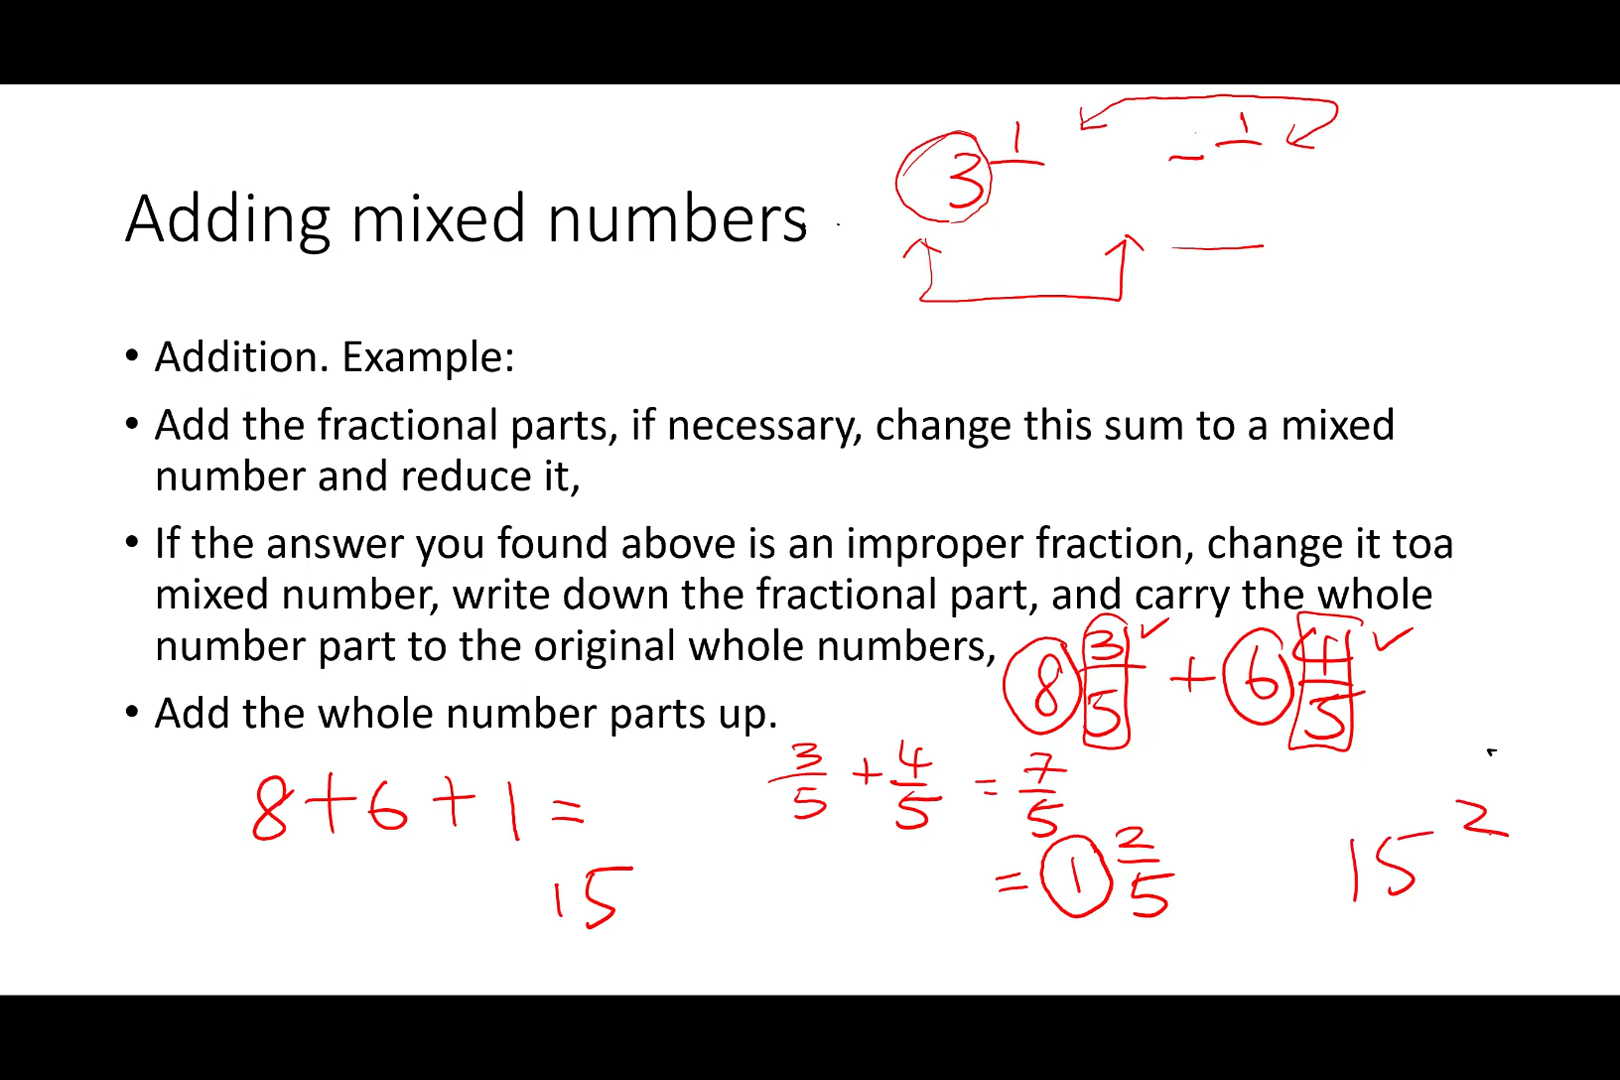 3 1/ - 1/
Adding mixed numbers
• Addition. Example:
• Add the fractional parts, if necessary, change this sum to a mixed
number and reduce it,
• If the answer you found above is an improper fraction, change it toa
mixed number, write down the fractional part, and carry the whole
number part to the original whole numbers,
8 3/5 ✓ + 6 4/5 ✓
• Add the whole number parts up.
3/5 + 4/5 = 7/5
8 + 6 + 1 =
15
= 1 2/5
15 2